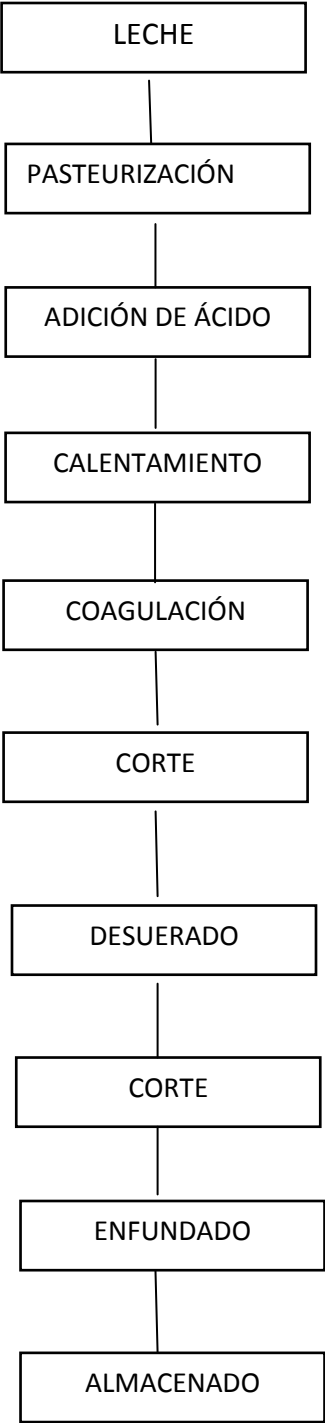 LECHE
PASTEURIZACIÓN
ADICIÓN DE ÁCIDO
CALENTAMIENTO
COAGULACIÓN
CORTE
DESUERADO
CORTE
ENFUNDADO
ALMACENADO